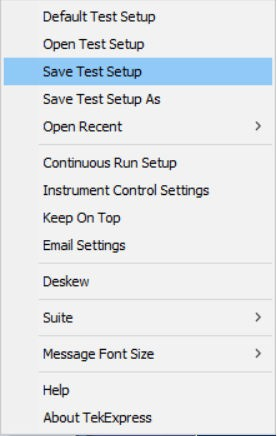 Default Test Setup
Open Test Setup
Save Test Setup
Save Test Setup As
Open Recent
Continuous Run Setup
Instrument Control Settings
Keep On Top
Email Settings
Deskew
Suite
Message Font Size
Help
About TekExpress